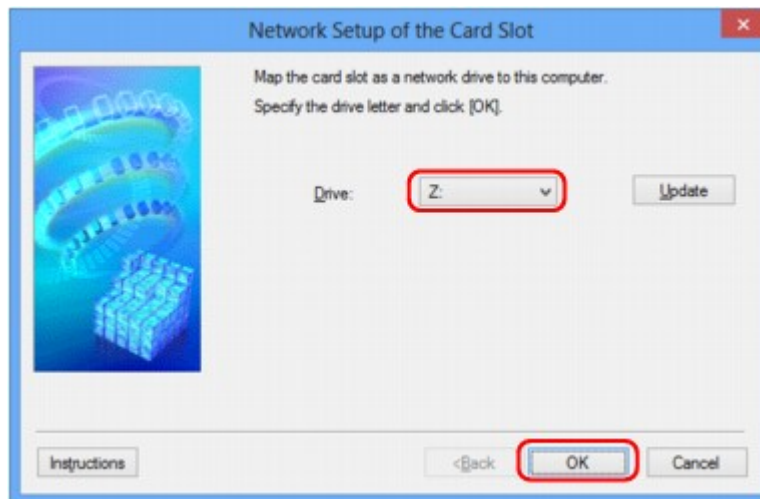 Network Setup of the Card Slot
Map the card slot as a network drive to this computer.
Specify the drive letter and click [OK].
Drive: Z: Update
Instructions <Back OK Cancel